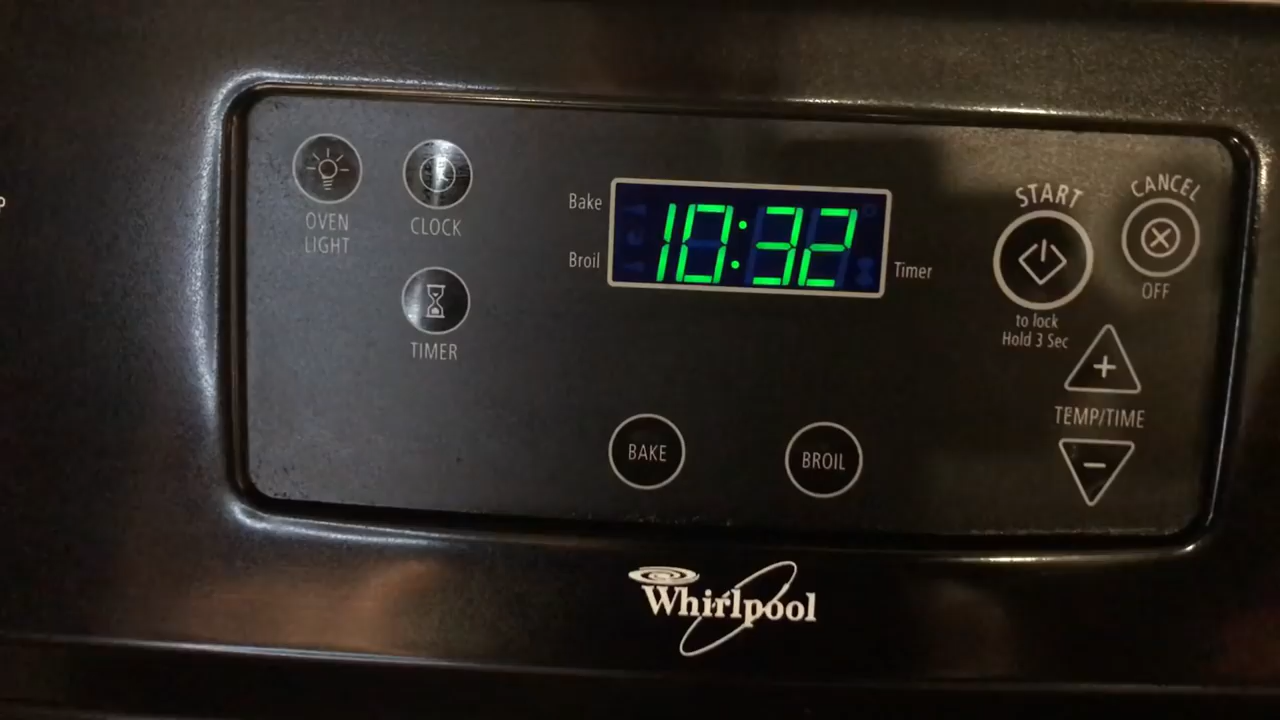 OVEN
LIGHT
CLOCK
TIMER
Bake
Broil
10:32
Timer
START
to lock
Hold 3 Sec
CANCEL
OFF
TEMP/TIME
BAKE
BROIL
Whirlpool